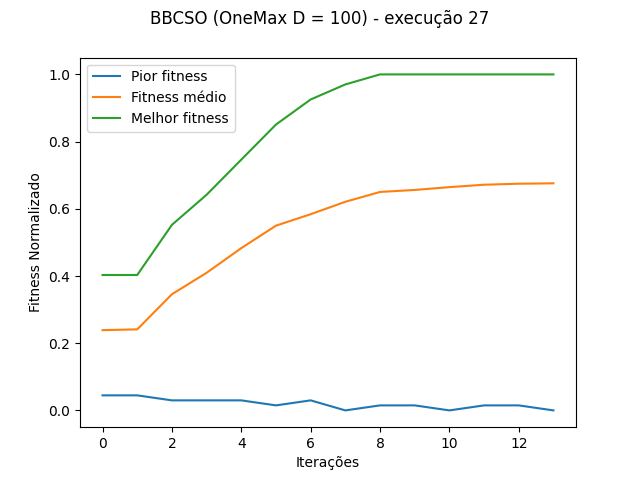 BBCSO (OneMax D = 100) - execução 27
Pior fitness
Fitness médio
Melhor fitness
Fitness Normalizado
1.0
0.8
0.6
0.4
0.2
0.0
0 2 4 6 8 10 12
Iterações